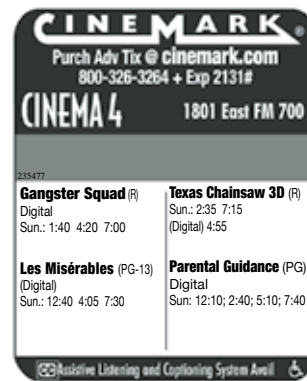 CINEMARK®
Purch Adv Tix @ cinemark.com
800-326-3264 + Exp 2131#
CINEMA 4 1801 East FM 700
235477
Gangster Squad (R)
Digital
Sun.: 1:40 4:20 7:00
Les Misérables (PG-13)
(Digital)
Sun.: 12:40 4:05 7:30
Texas Chainsaw 3D (R)
Sun.: 2:35 7:15
(Digital) 4:55
Parental Guidance (PG)
Digital
Sun: 12:10; 2:40; 5:10; 7:40
CC Assistive Listening and Captioning System Avail